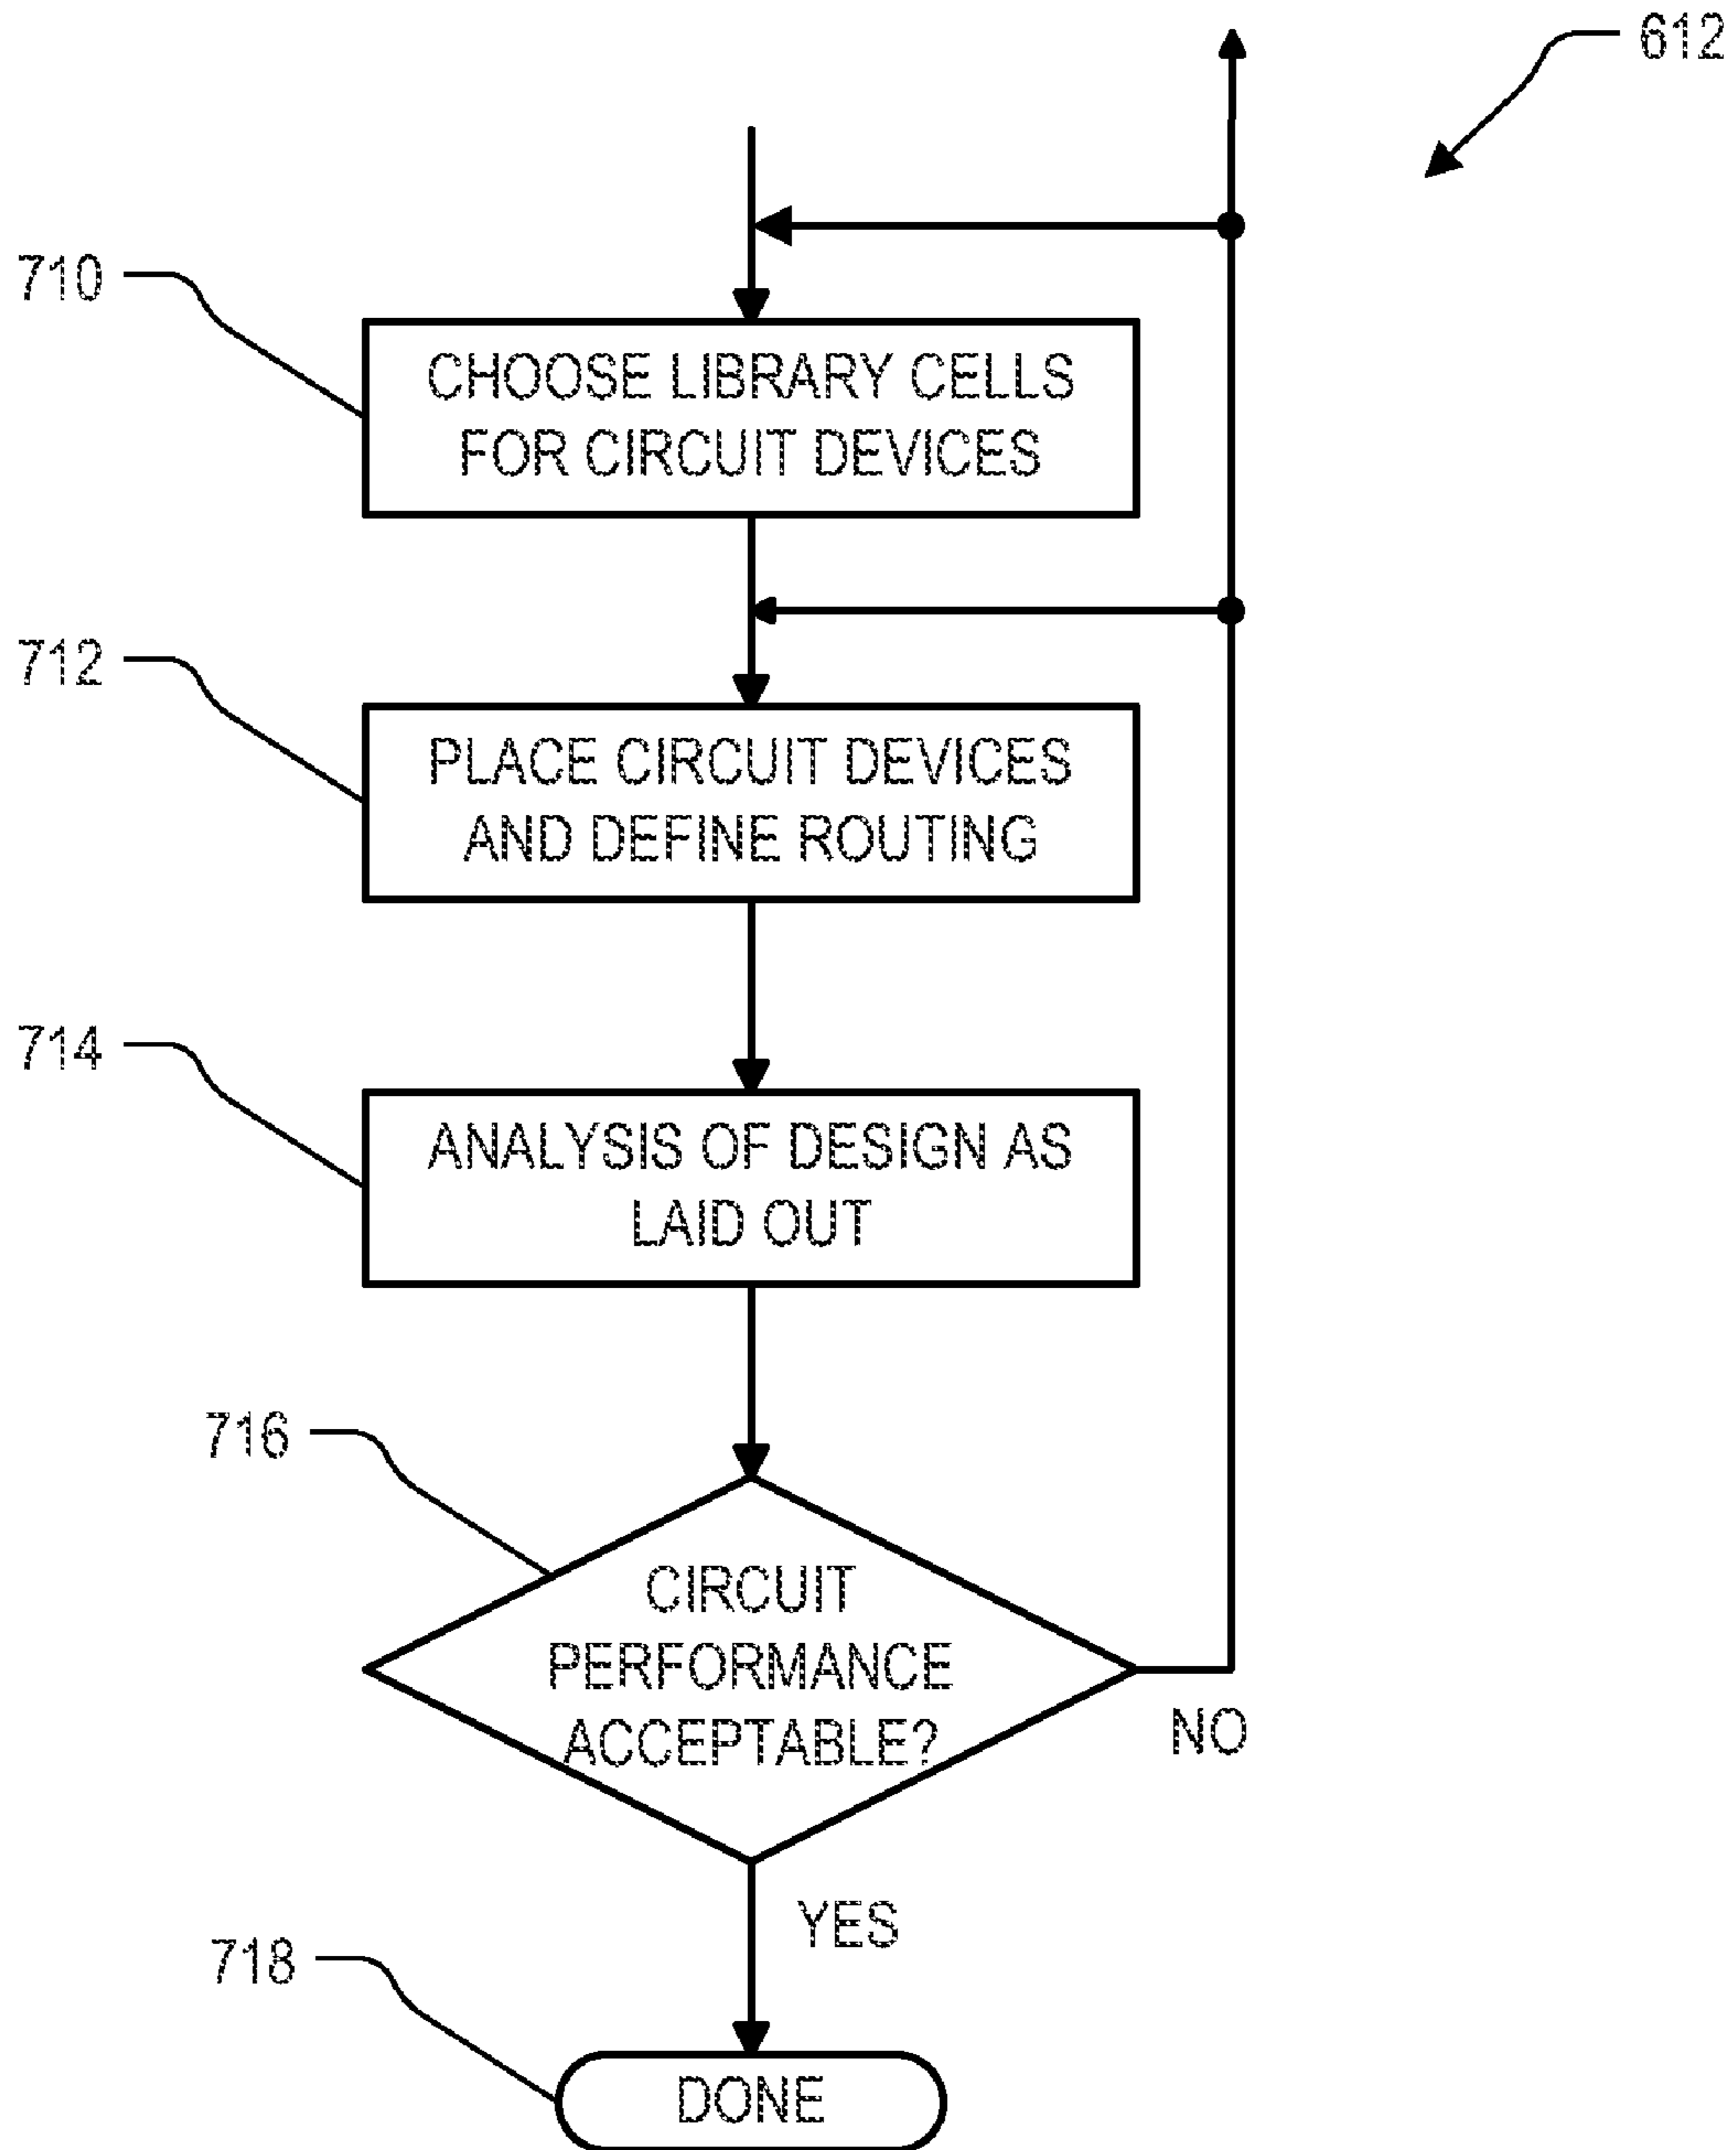 612
710
CHOOSE LIBRARY CELLS
FOR CIRCUIT DEVICES
712
PLACE CIRCUIT DEVICES
AND DEFINE ROUTING
714
ANALYSIS OF DESIGN AS
LAID OUT
716
CIRCUIT
PERFORMANCE
ACCEPTABLE?
NO
YES
718
DONE